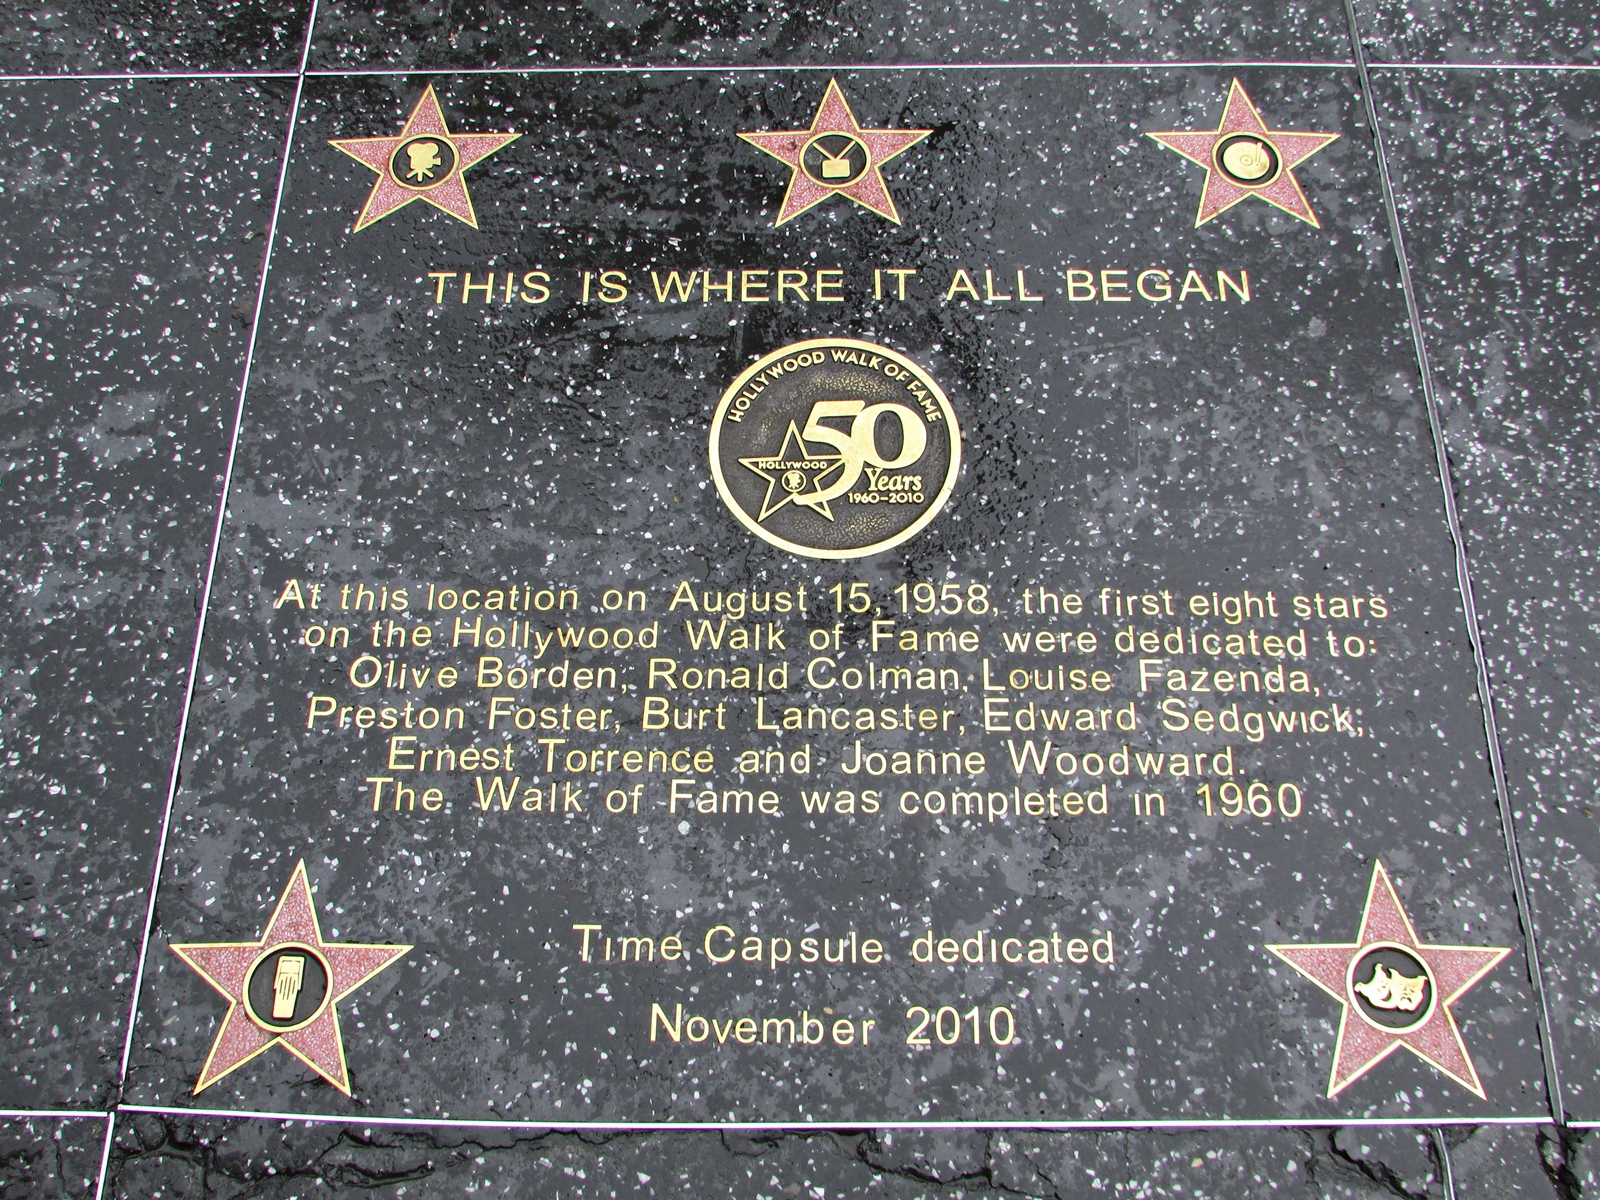 THIS IS WHERE IT ALL BEGAN
HOLLYWOOD WALK OF FAME
50
HOLLYWOOD
Years
1960-2010
At this location on August 15, 1958, the first eight stars
on the Hollywood Walk of Fame were dedicated to:
Olive Borden, Ronald Colman, Louise Fazenda,
Preston Foster, Burt Lancaster, Edward Sedgwick,
Ernest Torrence and Joanne Woodward.
The Walk of Fame was completed in 1960
Time Capsule dedicated
November 2010